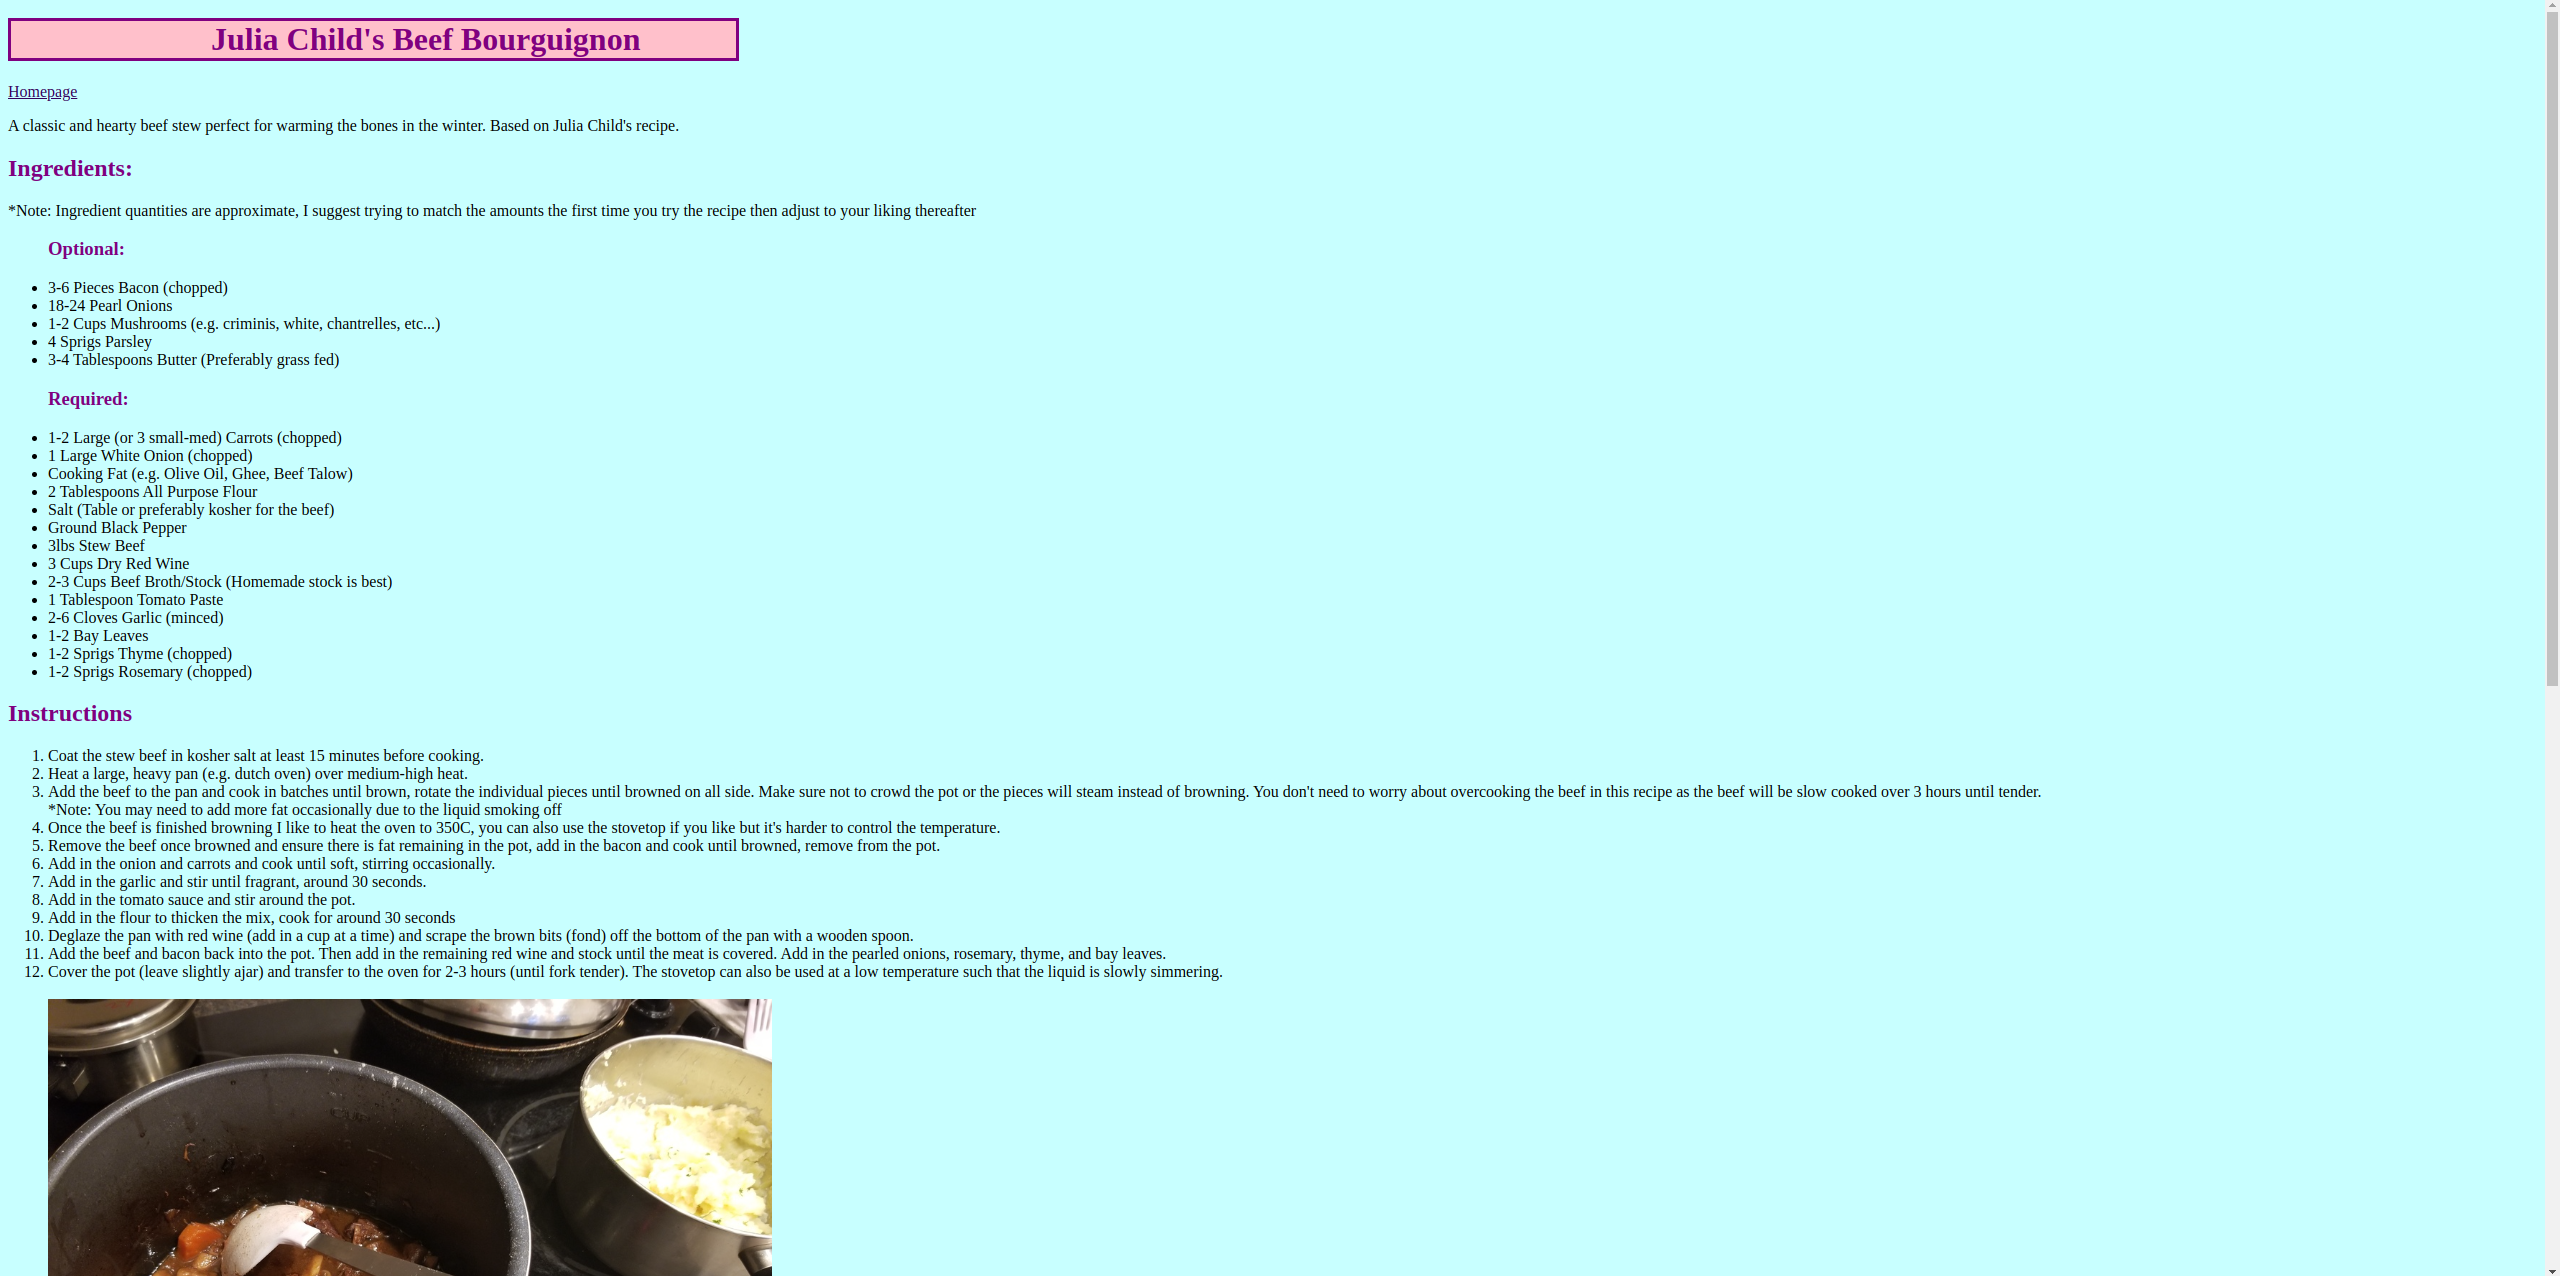 Julia Child's Beef Bourguignon
Homepage
A classic and hearty beef stew perfect for warming the bones in the winter. Based on Julia Child's recipe.
Ingredients:
*Note: Ingredient quantities are approximate, I suggest trying to match the amounts the first time you try the recipe then adjust to your liking thereafter
Optional:
3-6 Pieces Bacon (chopped)
18-24 Pearl Onions
1-2 Cups Mushrooms (e.g. criminis, white, chantrelles, etc...)
4 Sprigs Parsley
3-4 Tablespoons Butter (Preferably grass fed)
Required:
1-2 Large (or 3 small-med) Carrots (chopped)
1 Large White Onion (chopped)
Cooking Fat (e.g. Olive Oil, Ghee, Beef Talow)
2 Tablespoons All Purpose Flour
Salt (Table or preferably kosher for the beef)
Ground Black Pepper
3lbs Stew Beef
3 Cups Dry Red Wine
2-3 Cups Beef Broth/Stock (Homemade stock is best)
1 Tablespoon Tomato Paste
2-6 Cloves Garlic (minced)
1-2 Bay Leaves
1-2 Sprigs Thyme (chopped)
1-2 Sprigs Rosemary (chopped)
Instructions
1. Coat the stew beef in kosher salt at least 15 minutes before cooking.
2. Heat a large, heavy pan (e.g. dutch oven) over medium-high heat.
3. Add the beef to the pan and cook in batches until brown, rotate the individual pieces until browned on all side. Make sure not to crowd the pot or the pieces will steam instead of browning. You don't need to worry about overcooking the beef in this recipe as the beef will be slow cooked over 3 hours until tender.
*Note: You may need to add more fat occasionally due to the liquid smoking off
4. Once the beef is finished browning I like to heat the oven to 350C, you can also use the stovetop if you like but it's harder to control the temperature.
5. Remove the beef once browned and ensure there is fat remaining in the pot, add in the bacon and cook until browned, remove from the pot.
6. Add in the onion and carrots and cook until soft, stirring occasionally.
7. Add in the garlic and stir until fragrant, around 30 seconds.
8. Add in the tomato sauce and stir around the pot.
9. Add in the flour to thicken the mix, cook for around 30 seconds
10. Deglaze the pan with red wine (add in a cup at a time) and scrape the brown bits (fond) off the bottom of the pan with a wooden spoon.
11. Add the beef and bacon back into the pot. Then add in the remaining red wine and stock until the meat is covered. Add in the pearled onions, rosemary, thyme, and bay leaves.
12. Cover the pot (leave slightly ajar) and transfer to the oven for 2-3 hours (until fork tender). The stovetop can also be used at a low temperature such that the liquid is slowly simmering.